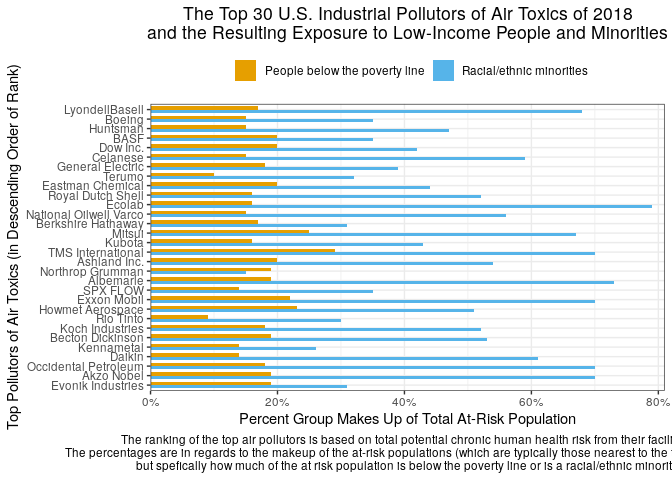 The Top 30 U.S. Industrial Pollutors of Air Toxics of 2018
and the Resulting Exposure to Low-Income People and Minorities
People below the poverty line
Racial/ethnic minorities
Top Pollutors of Air Toxics (in Descending Order of Rank)
LyondellBasell
Boeing
Huntsman
BASF
Dow Inc.
Celanese
General Electric
Terumo
Eastman Chemical
Royal Dutch Shell
Ecolab
National Oilwell Varco
Berkshire Hathaway
Mitsui
Kubota
TMS International
Ashland Inc.
Northrop Grumman
Albemarle
SPX FLOW
Exxon Mobil
Howmet Aerospace
Rio Tinto
Koch Industries
Becton Dickinson
Kennametal
Daikin
Occidental Petroleum
Akzo Nobel
Evonik Industries
0%
20%
40%
60%
80%
Percent Group Makes Up of Total At-Risk Population
The ranking of the top air pollutors is based on total potential chronic human health risk from their
The percentages are in regards to the makeup of the at-risk populations (which are typically those nearest to the
but spefically how much of the at risk population is below the poverty line or is a racial/ethnic